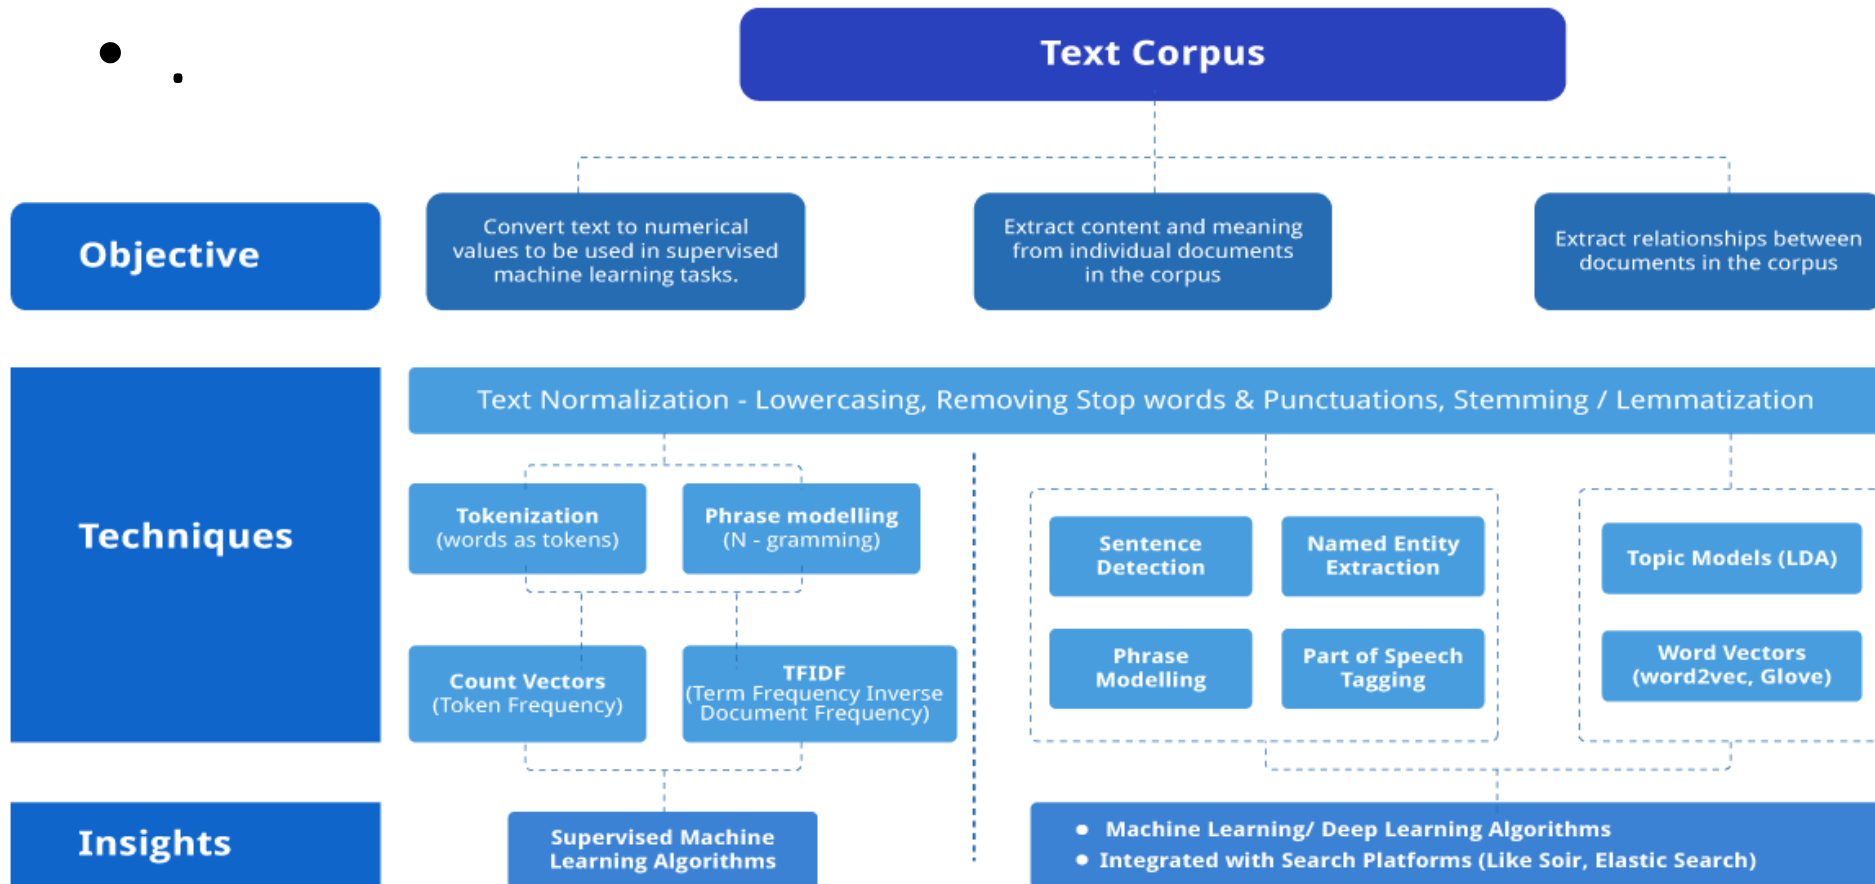 Text Corpus
Objective
Convert text to numerical
values to be used in supervised
machine learning tasks.
Extract content and meaning
from individual documents
in the corpus
Extract relationships between
documents in the corpus
Techniques
Text Normalization - Lowercasing, Removing Stop words & Punctuations, Stemming / Lemmatization
Tokenization
(words as tokens)
Phrase modelling
(N - gramming)
Count Vectors
(Token Frequency)
TFIDF
(Term Frequency Inverse
Document Frequency)
Sentence
Detection
Named Entity
Extraction
Phrase
Modelling
Part of Speech
Tagging
Topic Models (LDA)
Word Vectors
(word2vec, Glove)
Insights
Supervised Machine
Learning Algorithms
● Machine Learning/ Deep Learning Algorithms
● Integrated with Search Platforms (Like Soir, Elastic Search)